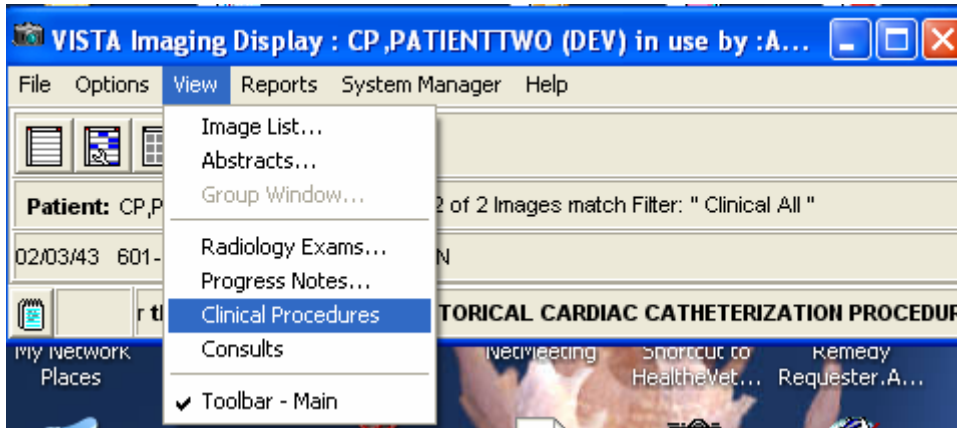 VISTA Imaging Display : CP,PATIENTTWO (DEV) in use by :A...
File Options View Reports System Manager Help
Image List...
Abstracts...
Group Window...
Patient: CP,P 2 of 2 Images match Filter: " Clinical All "
Radiology Exams...
02/03/43 601- N
Progress Notes...
Clinical Procedures
r t TORICAL CARDIAC CATHETERIZATION PROCEDUR
Consults
My Network Places
NetMeeting
Shortcut to HealtheVet...
Remedy Requester.A...
✓ Toolbar - Main